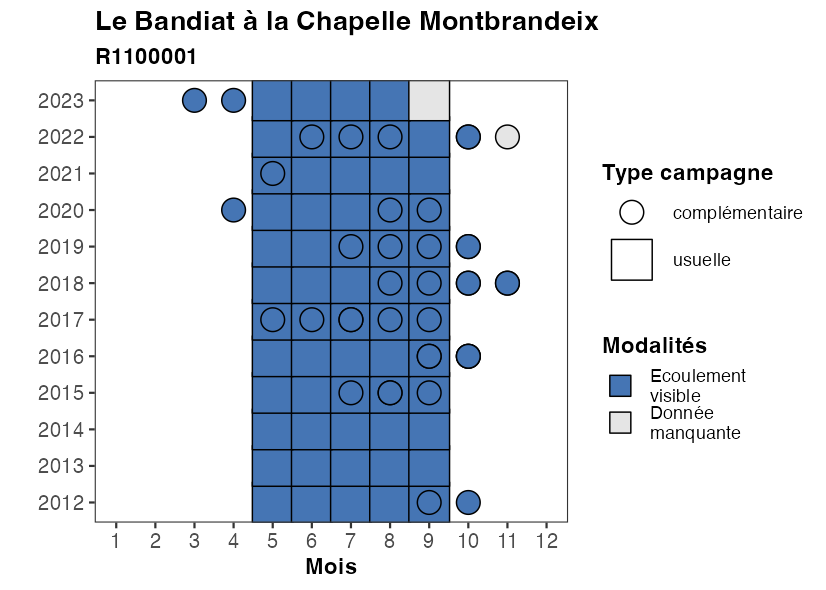 Le Bandiat à la Chapelle Montbrandeix
R1100001
2023
2022
2021
2020
2019
2018
2017
2016
2015
2014
2013
2012
1 2 3 4 5 6 7 8 9 10 11 12
Mois
Type campagne
complémentaire
usuelle
Modalités
Ecoulement
visible
Donnée
manquante